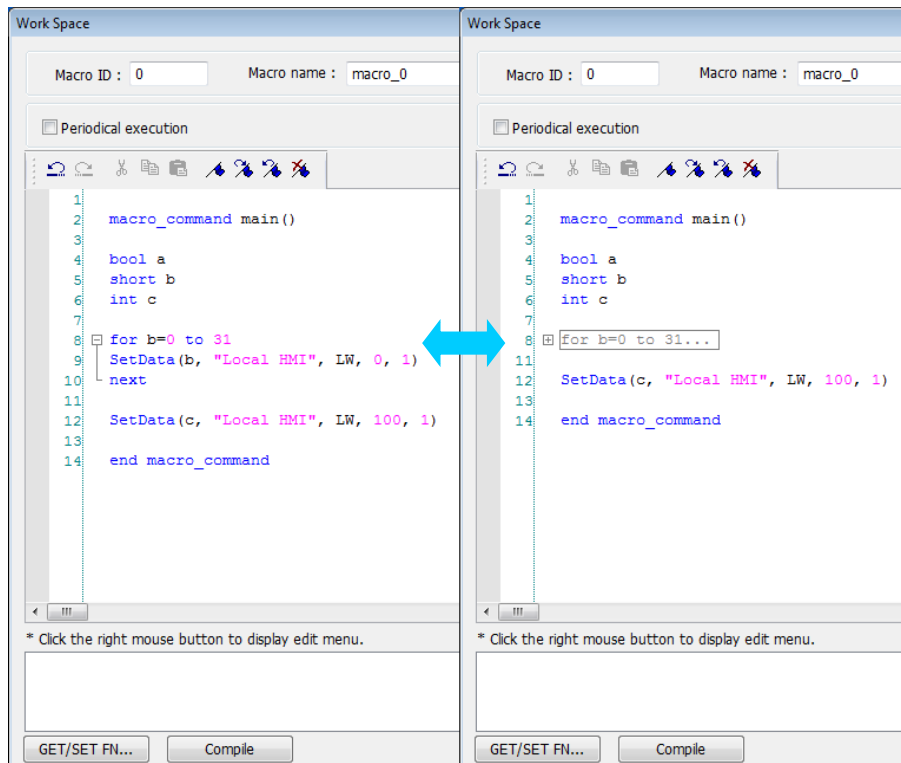 Work Space
Macro ID : 0 Macro name : macro_0
Periodical execution
1
2 macro_command main()
3
4 bool a
5 short b
6 int c
7
8 for b=0 to 31
9 SetData(b, "Local HMI", LW, 0, 1)
10 next
11
12 SetData(c, "Local HMI", LW, 100, 1)
13
14 end macro_command
* Click the right mouse button to display edit menu.
GET/SET FN... Compile
Work Space
Macro ID : 0 Macro name : macro_0
Periodical execution
1
2 macro_command main()
3
4 bool a
5 short b
6 int c
7
8 for b=0 to 31...
11
12 SetData(c, "Local HMI", LW, 100, 1)
13
14 end macro_command
* Click the right mouse button to display edit menu.
GET/SET FN... Compile